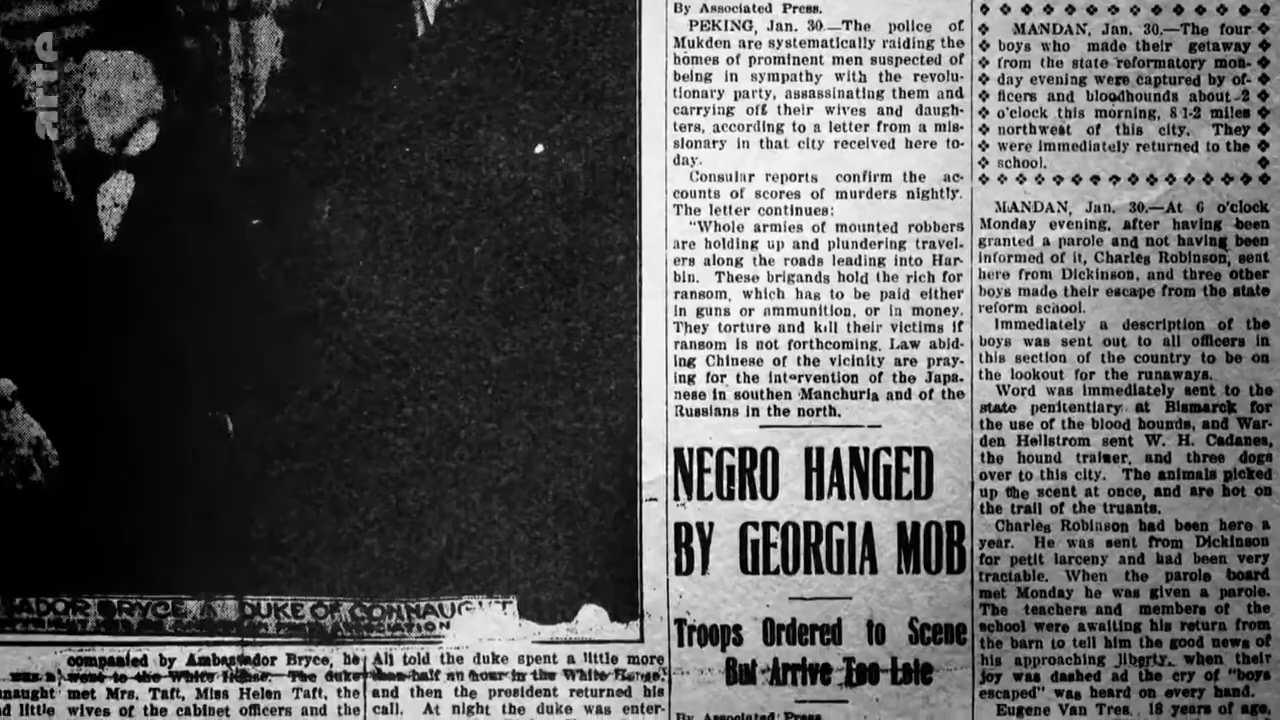 arte
ADOR BRYCE DUKE OF CONNAUGHT
companied by Ambassador Bryce, he
went to the White House. The duke
naught met Mrs. Taft, Miss Helen Taft, the
d little wives of the cabinet officers and the
All told the duke spent a little more
than half an hour in the White House,
and then the president returned his
call. At night the duke was enter-
By Associated Press.
PEKING, Jan. 30.—The police of
Mukden are systematically raiding the
homes of prominent men suspected of
being in sympathy with the revolu-
tionary party, assassinating them and
carrying off their wives and daugh-
ters, according to a letter from a mis-
sionary in that city received here to-
day.
Consular reports confirm the ac-
counts of scores of murders nightly.
The letter continues:
"Whole armies of mounted robbers
are holding up and plundering travel-
ers along the roads leading into Har-
bin. These brigands hold the rich for
ransom, which has to be paid either
in guns or ammunition, or in money.
They torture and kill their victims if
ransom is not forthcoming. Law abid-
ing Chinese of the vicinity are pray-
ing for the intervention of the Japa-
nese in southen Manchuria and of the
Russians in the north.
NEGRO HANGED
BY GEORGIA MOB
Troops Ordered to Scene
But Arrive Too Late
By Associated Press
MANDAN, Jan. 30.—The four
boys who made their getaway
from the state reformatory mon-
day evening were captured by of-
ficers and bloodhounds about 2
o'clock this morning, 8 1-2 miles
northwest of this city. They
were immediately returned to the
school.
MANDAN, Jan. 30.—At 6 o'clock
Monday evening, after having been
granted a parole and not having been
informed of it, Charles Robinson, sent
here from Dickinson, and three other
boys made their escape from the state
reform school.
Immediately a description of the
boys was sent out to all officers in
this section of the country to be on
the lookout for the runaways.
Word was immediately sent to the
state penitentiary at Bismarck for
the use of the blood hounds, and War-
den Hellstrom sent W. H. Cadanes,
the hound trainer, and three dogs
over to this city. The animals picked
up the scent at once, and are hot on
the trail of the truants.
Charles Robinson had been here a
year. He was sent from Dickinson
for petit larceny and had been very
tractable. When the parole board
met Monday he was given a parole.
The teachers and members of the
school were awaiting his return from
the barn to tell him the good news of
his approaching liberty, when their
joy was dashed ad the cry of "boys
escaped" was heard on every hand.
Eugene Van Tres, 18 years of age,